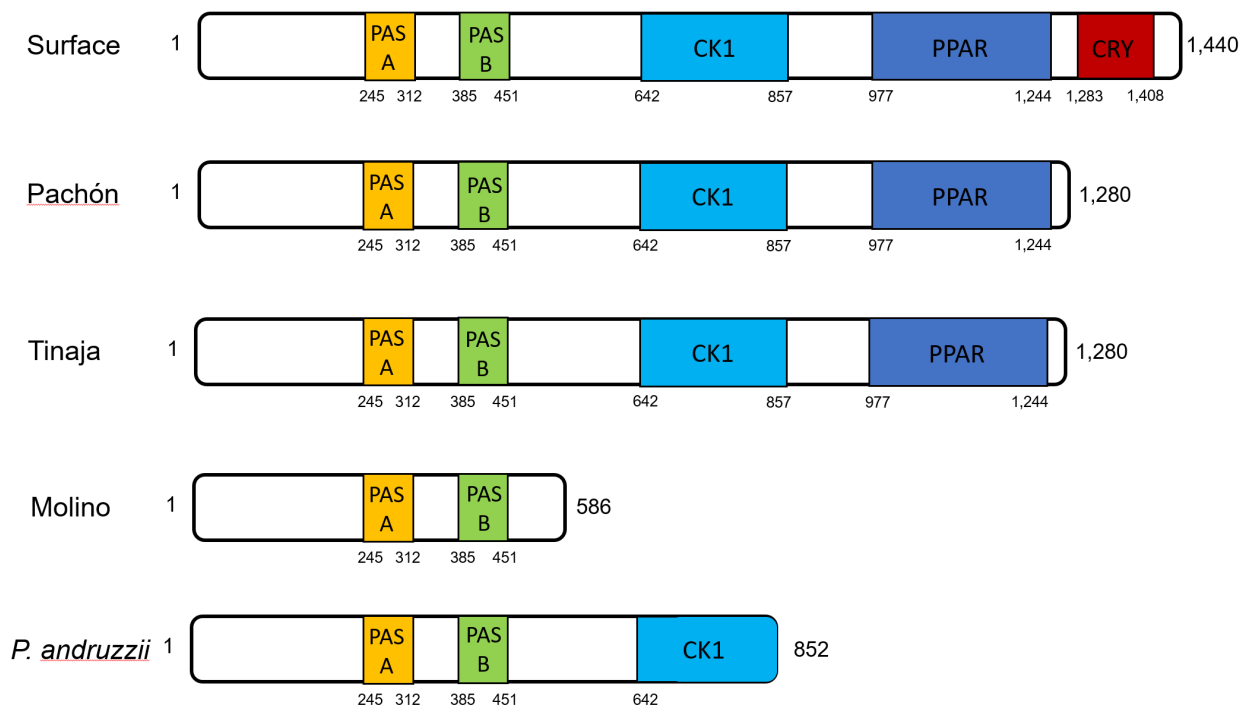 Surface 1 PAS A PAS B CK1 PPAR CRY 1,440
245 312 385 451 642 857 977 1,244 1,283 1,408
Pachón 1 PAS A PAS B CK1 PPAR 1,280
245 312 385 451 642 857 977 1,244
Tinaja 1 PAS A PAS B CK1 PPAR 1,280
245 312 385 451 642 857 977 1,244
Molino 1 PAS A PAS B 586
245 312 385 451
P. andruzzii 1 PAS A PAS B CK1 852
245 312 385 451 642